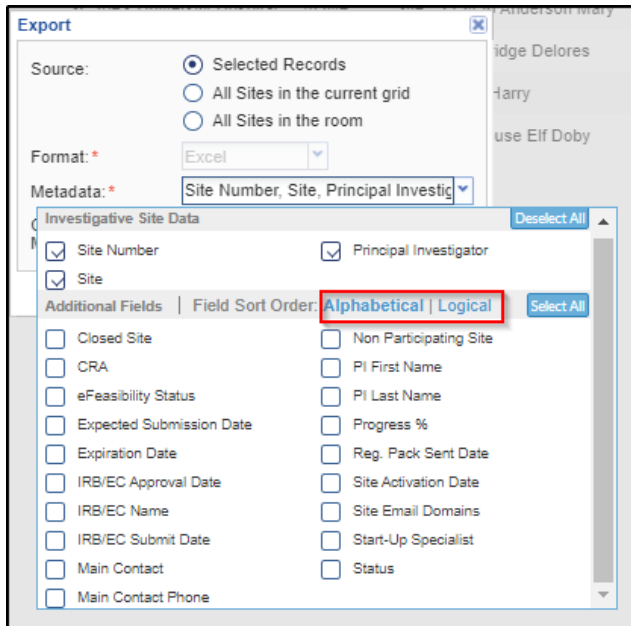 Anderson Mary
Export
idge Delores
Source:
Selected Records
All Sites in the current grid
Harry
All Sites in the room
use Elf Doby
Format: *
Excel
Metadata: *
Site Number, Site, Principal Investig
Investigative Site Data
Deselect All
Site Number
Principal Investigator
Site
Additional Fields | Field Sort Order: Alphabetical | Logical
Select All
Closed Site
Non Participating Site
CRA
PI First Name
eFeasibility Status
PI Last Name
Expected Submission Date
Progress %
Expiration Date
Reg. Pack Sent Date
IRB/EC Approval Date
Site Activation Date
IRB/EC Name
Site Email Domains
IRB/EC Submit Date
Start-Up Specialist
Main Contact
Status
Main Contact Phone